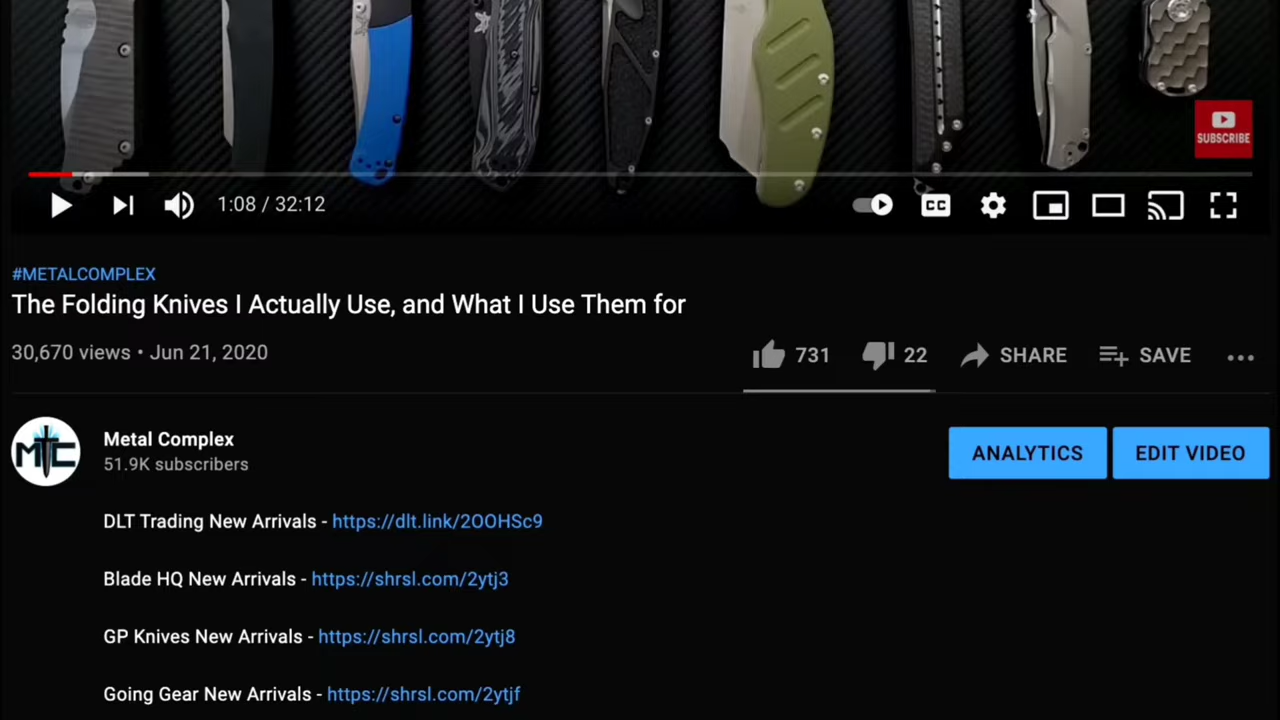 SUBSCRIBE
1:08 / 32:12
CC
#METALCOMPLEX
The Folding Knives I Actually Use, and What I Use Them for
30,670 views • Jun 21, 2020
731 22 SHARE SAVE
MTC
Metal Complex
51.9K subscribers
ANALYTICS EDIT VIDEO
DLT Trading New Arrivals - https://dlt.link/2OOHSc9
Blade HQ New Arrivals - https://shrsl.com/2ytj3
GP Knives New Arrivals - https://shrsl.com/2ytj8
Going Gear New Arrivals - https://shrsl.com/2ytjf